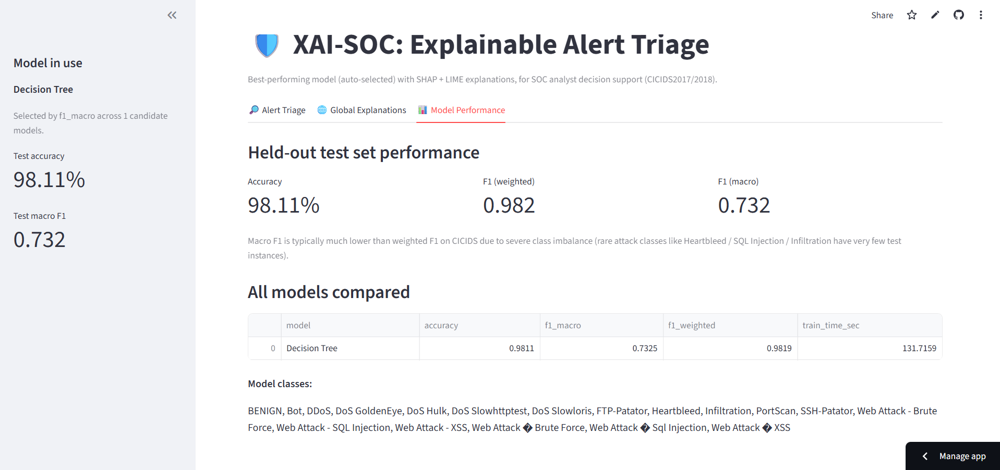 Share
Model in use
Decision Tree
Selected by f1_macro across 1 candidate
models.
Test accuracy
98.11%
Test macro F1
0.732
XAI-SOC: Explainable Alert Triage
Best-performing model (auto-selected) with SHAP + LIME explanations, for SOC analyst decision support (CICIDS2017/2018).
Alert Triage Global Explanations Model Performance
Held-out test set performance
Accuracy F1 (weighted) F1 (macro)
98.11% 0.982 0.732
Macro F1 is typically much lower than weighted F1 on CICIDS due to severe class imbalance (rare attack classes like Heartbleed / SQL Injection / Infiltration have very few test
instances).
All models compared
model accuracy f1_macro f1_weighted train_time_sec
0 Decision Tree 0.9811 0.7325 0.9819 131.7159
Model classes:
BENIGN, Bot, DDoS, DoS GoldenEye, DoS Hulk, DoS Slowhttptest, DoS Slowloris, FTP-Patator, Heartbleed, Infiltration, PortScan, SSH-Patator, Web Attack - Brute
Force, Web Attack - SQL Injection, Web Attack - XSS, Web Attack � Brute Force, Web Attack � Sql Injection, Web Attack � XSS
Manage app